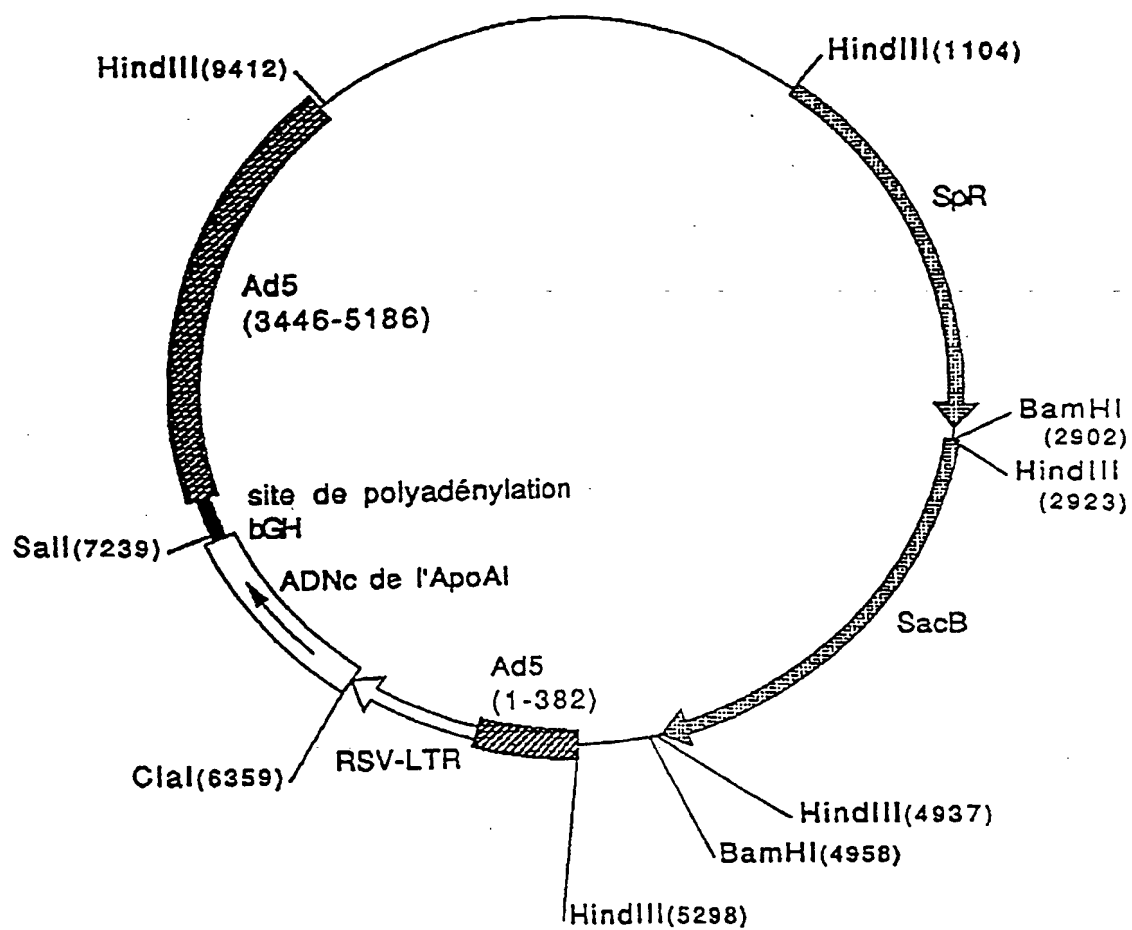 HindIII(9412)
HindIII(1104)
SpR
Ad5
(3446-5186)
BamHI
(2902)
HindIII
(2923)
site de polyadénylation
bGH
SalI(7239)
ADNc de l'ApoAI
SacB
Ad5
(1-382)
RSV-LTR
ClaI(6359)
HindIII(4937)
BamHI(4958)
HindIII(5298)